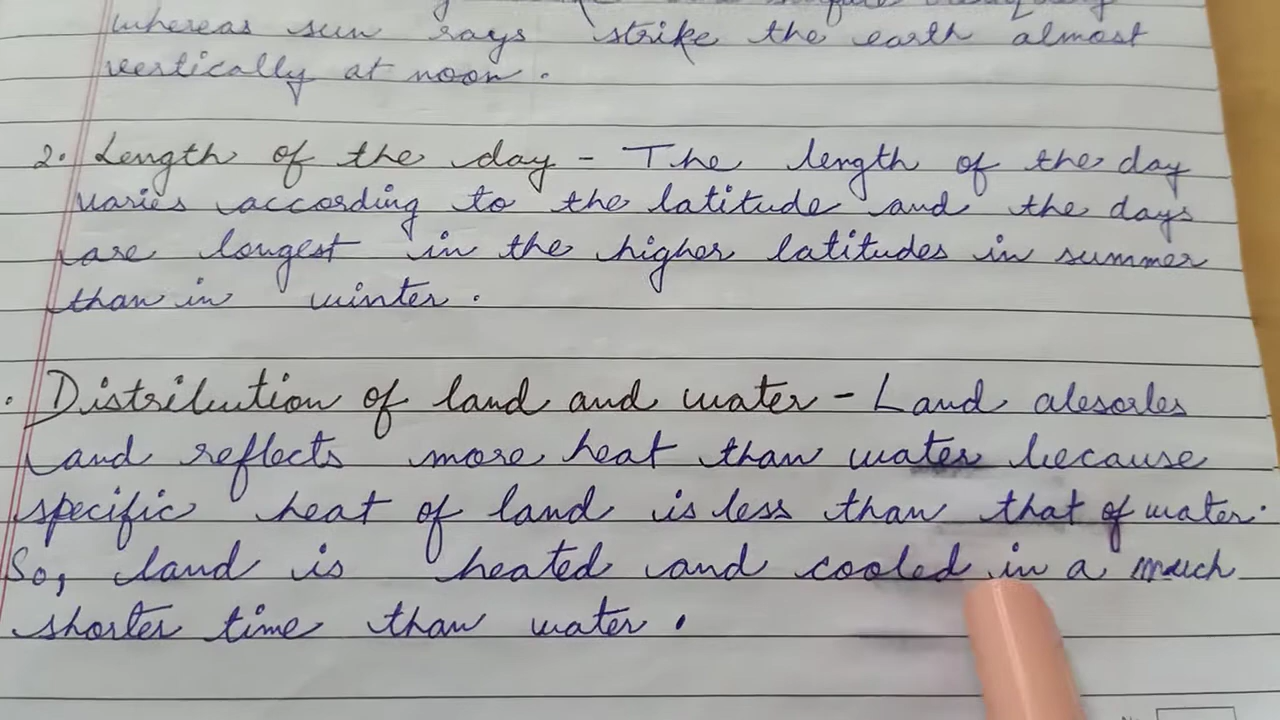 whereas sun rays strike the earth almost
vertically at noon.
2. Length of the day - The length of the day
varies according to the latitude and the days
are longest in the higher latitudes in summer
than in winter.
. Distribution of land and water - Land absorbs
and reflects more heat than water because
specific heat of land is less than that of water.
So, land is heated and cooled in a much
shorter time than water.